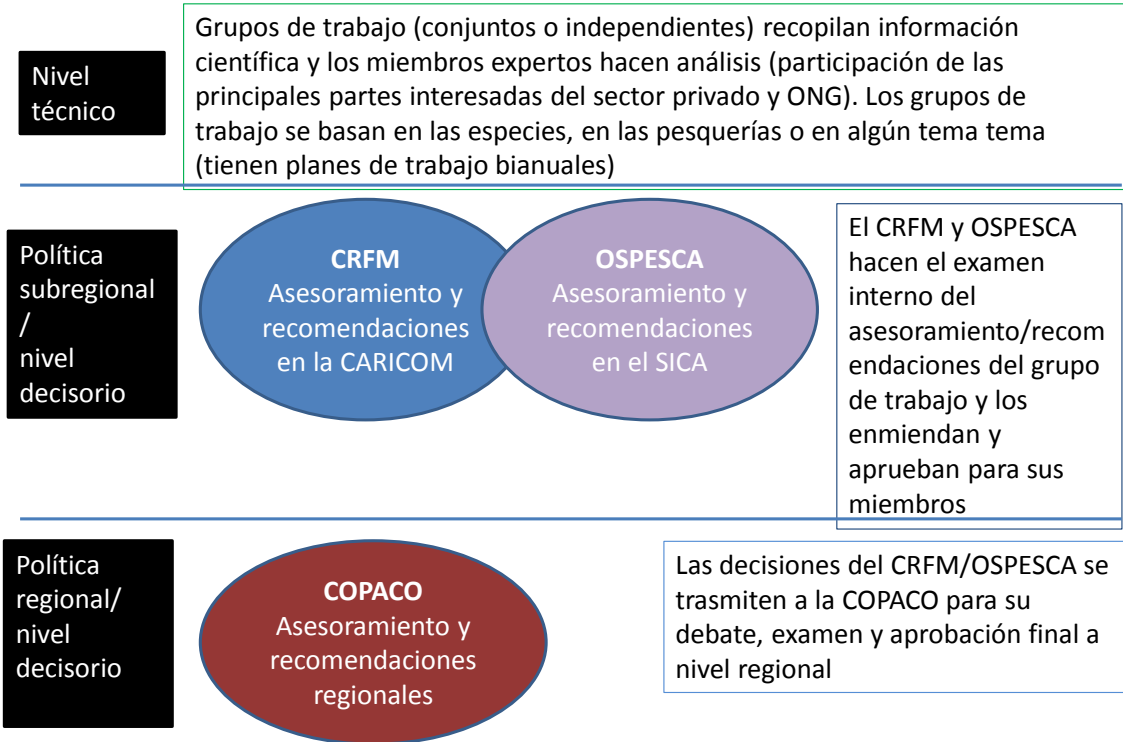 Nivel
técnico
Grupos de trabajo (conjuntos o independientes) recopilan información
científica y los miembros expertos hacen análisis (participación de las
principales partes interesadas del sector privado y ONG). Los grupos de
trabajo se basan en las especies, en las pesquerías o en algún tema tema
(tienen planes de trabajo bianuales)
Política
subregional
/
nivel
decisorio
CRFM
Asesoramiento y
recomendaciones
en la CARICOM
OSPESCA
Asesoramiento y
recomendaciones
en el SICA
El CRFM y OSPESCA
hacen el examen
interno del
asesoramiento/recom
endaciones del grupo
de trabajo y los
enmiendan y
aprueban para sus
miembros
Política
regional/
nivel
decisorio
COPACO
Asesoramiento y
recomendaciones
regionales
Las decisiones del CRFM/OSPESCA se
trasmiten a la COPACO para su
debate, examen y aprobación final a
nivel regional